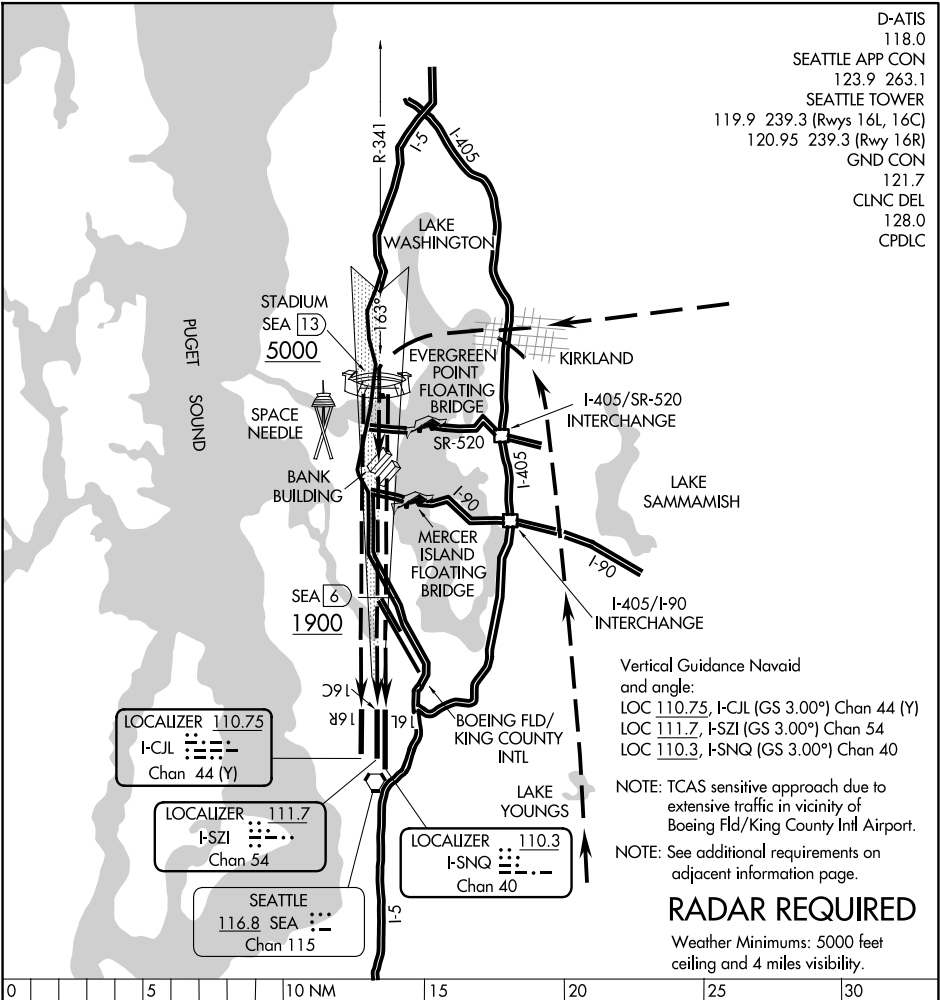 D-ATIS
118.0
SEATTLE APP CON
123.9 263.1
SEATTLE TOWER
119.9 239.3 (Rwys 16L, 16C)
120.95 239.3 (Rwy 16R)
GND CON
121.7
CLNC DEL
128.0
CPDLC
R-341
I-5
I-405
LAKE
WASHINGTON
STADIUM
SEA 13
5000
163°
PUGET
SOUND
EVERGREEN
POINT
FLOATING
BRIDGE
KIRKLAND
SPACE
NEEDLE
SR-520
I-405/SR-520
INTERCHANGE
I-405
BANK
BUILDING
I-90
LAKE
SAMMAMISH
MERCER
ISLAND
FLOATING
BRIDGE
I-90
SEA 6
1900
I-405/I-90
INTERCHANGE
16C
16R
16L
BOEING FLD/
KING COUNTY
INTL
Vertical Guidance Navaid
and angle:
LOC 110.75, I-CJL (GS 3.00°) Chan 44 (Y)
LOC 111.7, I-SZI (GS 3.00°) Chan 54
LOC 110.3, I-SNQ (GS 3.00°) Chan 40
LOCALIZER 110.75
I-CJL
Chan 44 (Y)
LOCALIZER 111.7
I-SZI
Chan 54
LAKE
YOUNGS
LOCALIZER 110.3
I-SNQ
Chan 40
NOTE: TCAS sensitive approach due to
extensive traffic in vicinity of
Boeing Fld/King County Intl Airport.
NOTE: See additional requirements on
adjacent information page.
SEATTLE
116.8 SEA
Chan 115
I-5
RADAR REQUIRED
Weather Minimums: 5000 feet
ceiling and 4 miles visibility.
0 5 10 NM 15 20 25 30